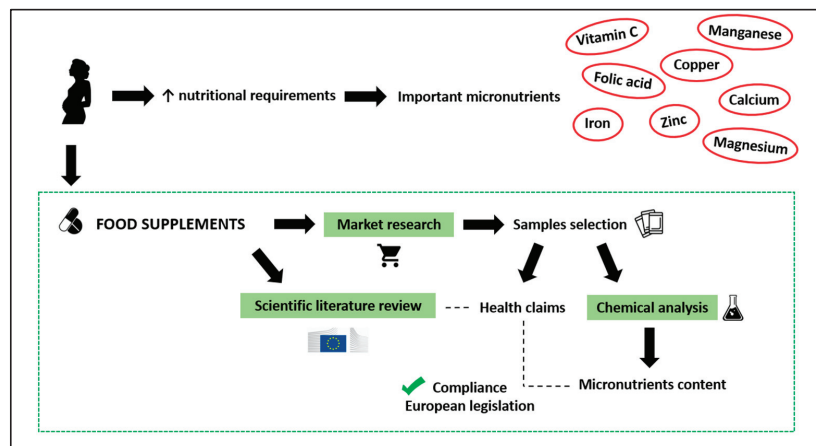 Vitamin C
Manganese
Copper
Folic acid
Calcium
Iron
Zinc
Magnesium
↑ nutritional requirements
Important micronutrients
FOOD SUPPLEMENTS
Market research
Samples selection
Scientific literature review
Health claims
Chemical analysis
Micronutrients content
Compliance
European legislation